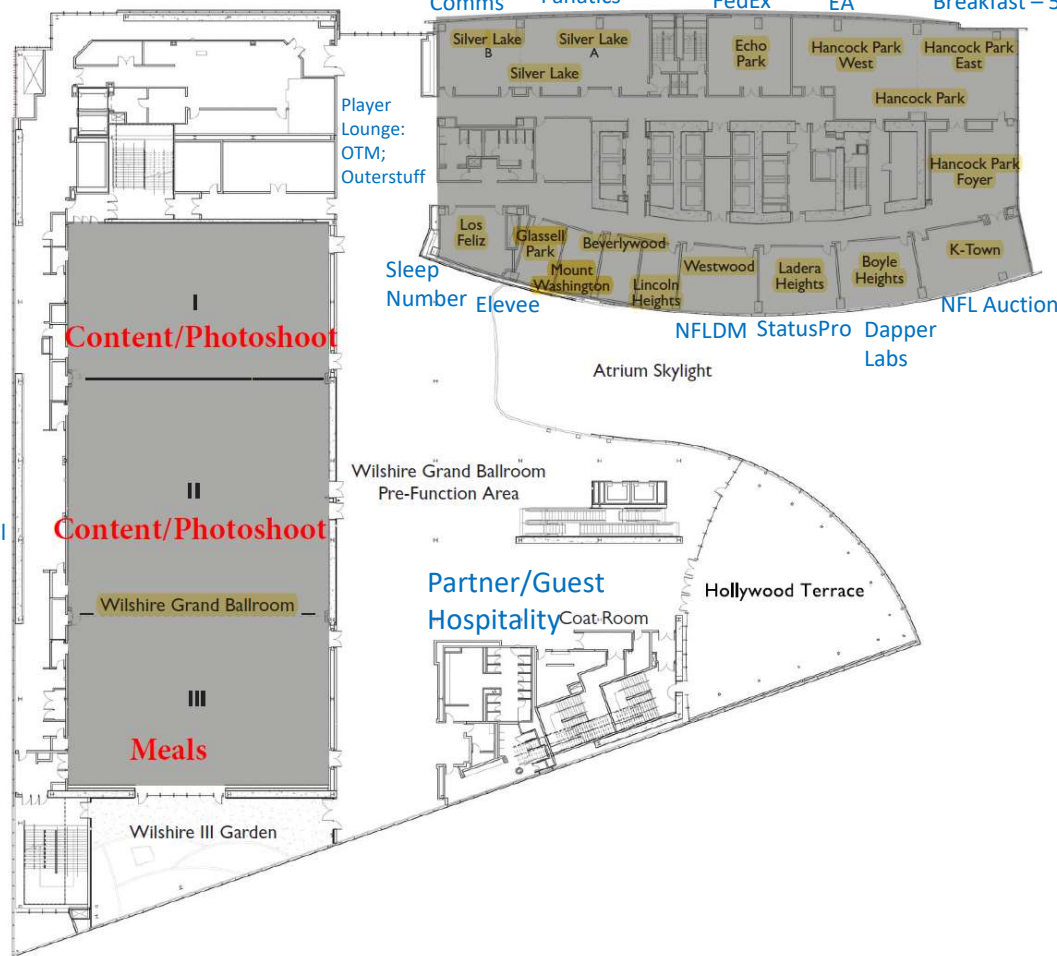 Comms
Fanatics
FedEx
EA
Breakfast – 5
Silver Lake
B
Silver Lake
A
Silver Lake
Echo
Park
Hancock Park
West
Hancock Park
East
Hancock Park
Hancock Park
Foyer
Player
Lounge:
OTM;
Outerstuff
Los
Feliz
Glassell
Park
Mount
Washington
Beverlywood
Lincoln
Heights
Westwood
Ladera
Heights
Boyle
Heights
K-Town
Sleep
Number
Elevee
NFLDM
StatusPro
Dapper
Labs
NFL Auction
I
Content/Photoshoot
Atrium Skylight
Wilshire Grand Ballroom
Pre-Function Area
II
Content/Photoshoot
Wilshire Grand Ballroom
Partner/Guest
Hospitality
Coat Room
Hollywood Terrace
III
Meals
Wilshire III Garden